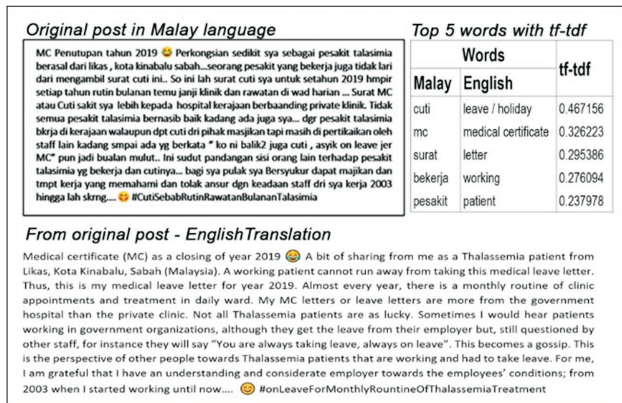 Original post in Malay language
MC Penutupan tahun 2019 😂 Perkongsian sedikit sya sebagai pesakit talasimia
berasal dari likas , kota kinabalu sabah...seorang pesakit yang bekerja juga tidak lari
dari mengambil surat cuti ini.. So ini lah surat cuti sya untuk setahun 2019 hmpir
setiap tahun rutin bulanan temu janji klinik dan rawatan di wad harian ... Surat MC
atau Cuti sakit sya lebih kepada hospital kerajaan berbaanding private klinik. Tidak
semua pesakit talasimia bernasib baik kadang ada juga sya... dgr pesakit talasimia
bkrja di kerajaan walaupun dpt cuti dri pihak masjikan tapi masih di pertikaikan oleh
staff lain kadang smpai ada yg berkata " ko ni balik2 juga cuti , asyik on leave jer
MC" pun jadi bualan mulut.. Ini sudut pandangan sisi orang lain terhadap pesakit
talasimia yg bekerja dan cutinya... bagi sya pulak sya Bersyukur dapat majikan dan
tmpt kerja yang memahami dan tolak ansur dgn keadaan staff dri sya kerja 2003
hingga lah skrng.... 😊 #CutiSebabRutinRawatanBulananTalasimia
Top 5 words with tf-tdf
Words tf-tdf
Malay English
cuti leave / holiday 0.467156
mc medical certificate 0.326223
surat letter 0.295386
bekerja working 0.276094
pesakit patient 0.237978
From original post - EnglishTranslation
Medical certificate (MC) as a closing of year 2019 😂 A bit of sharing from me as a Thalassemia patient from
Likas, Kota Kinabalu, Sabah (Malaysia). A working patient cannot run away from taking this medical leave letter.
Thus, this is my medical leave letter for year 2019. Almost every year, there is a monthly routine of clinic
appointments and treatment in daily ward. My MC letters or leave letters are more from the government
hospital than the private clinic. Not all Thalassemia patients are as lucky. Sometimes I would hear patients
working in government organizations, although they get the leave from their employer but, still questioned by
other staff, for instance they will say "You are always taking leave, always on leave". This becomes a gossip. This
is the perspective of other people towards Thalassemia patients that are working and had to take leave. For me,
I am grateful that I have an understanding and considerate employer towards the employees' conditions; from
2003 when I started working until now.... 😊 #onLeaveForMonthlyRountineOfThalassemiaTreatment